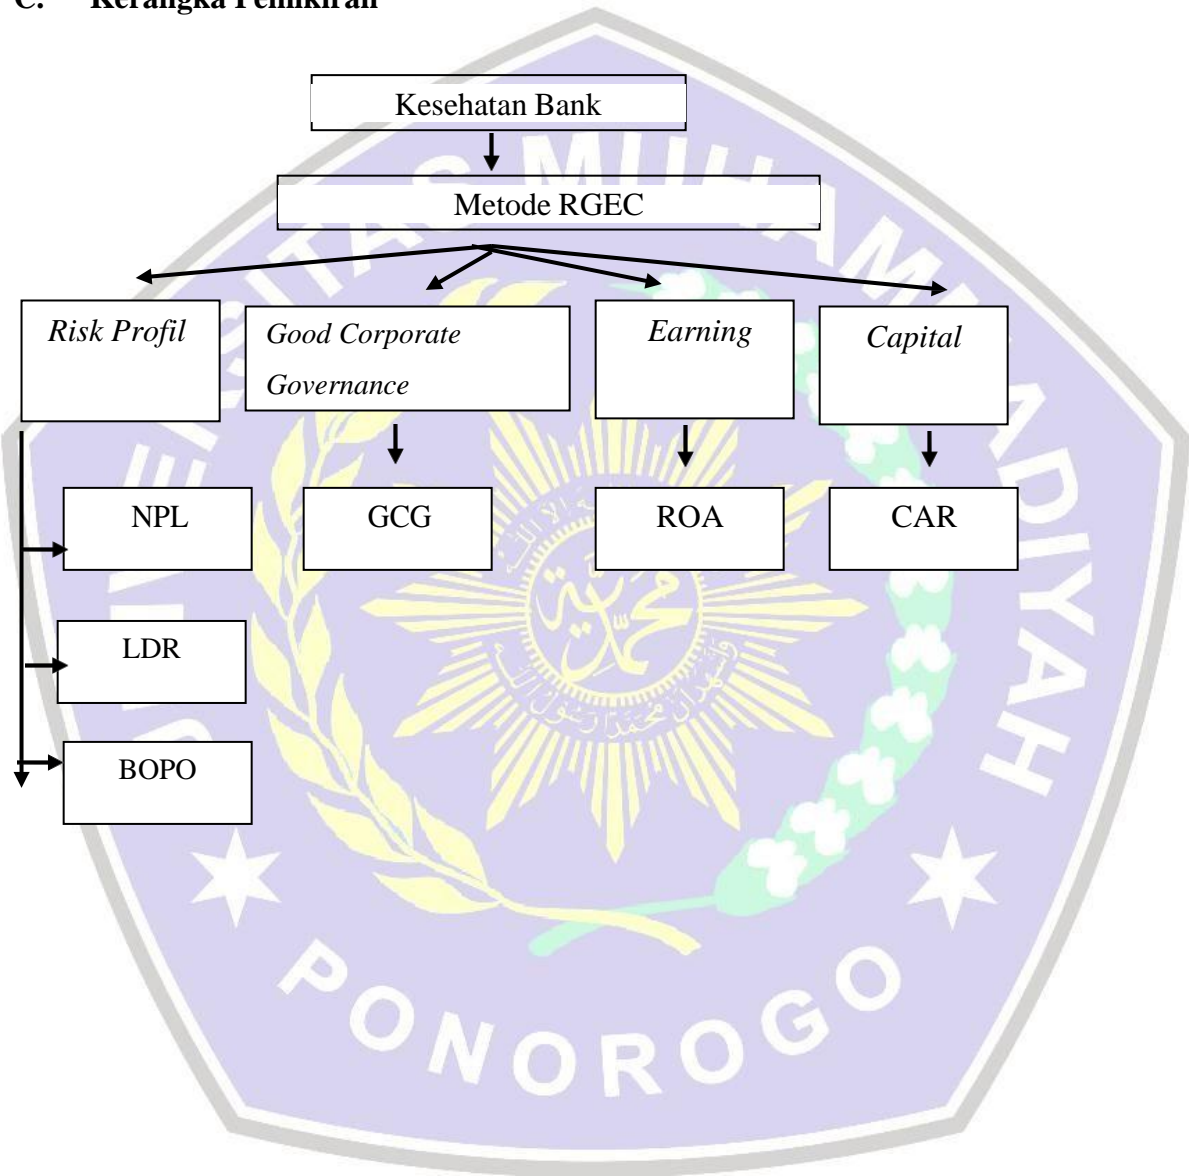 C. Kerangka Pemikiran
Kesehatan Bank
Metode RGEC
Risk Profil
Good Corporate
Governance
Earning
Capital
NPL
GCG
ROA
CAR
LDR
BOPO
MUHAMMADIYAH
PONOROGO